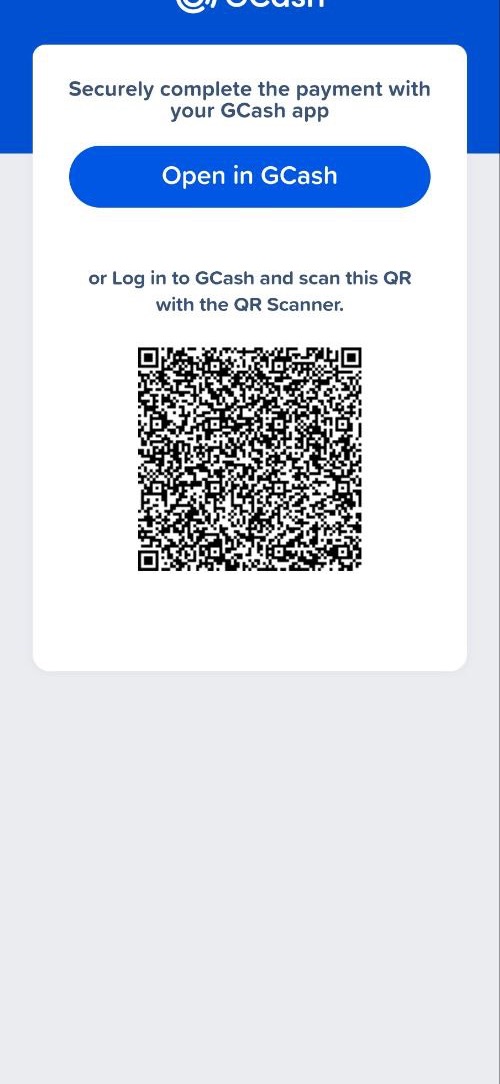 GCash
Securely complete the payment with
your GCash app
Open in GCash
or Log in to GCash and scan this QR
with the QR Scanner.